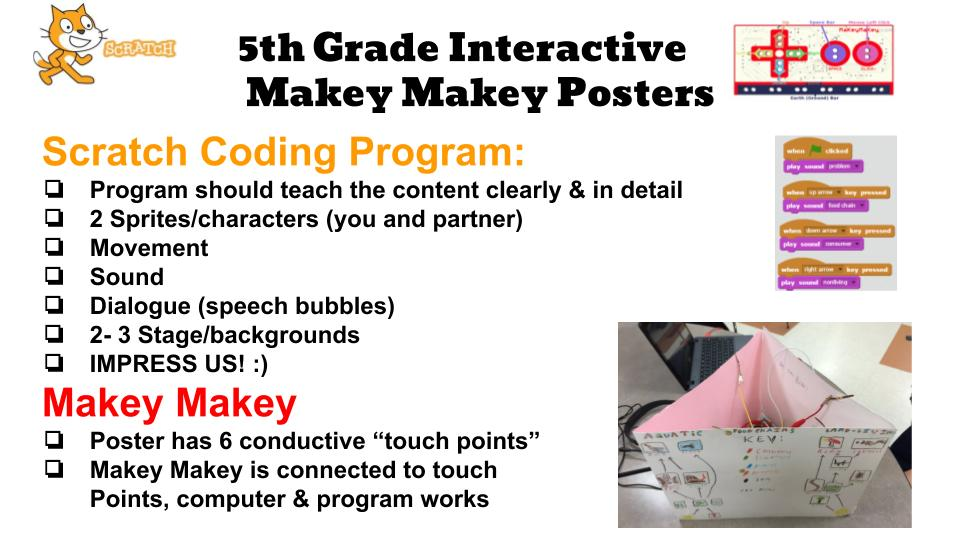 SCRATCH
5th Grade Interactive
Makey Makey Posters
Space Bar
Mouse Left Click
MaKeyMaKey
Earth (Ground) Bar
Scratch Coding Program:
❏ Program should teach the content clearly & in detail
❏ 2 Sprites/characters (you and partner)
❏ Movement
❏ Sound
❏ Dialogue (speech bubbles)
❏ 2- 3 Stage/backgrounds
❏ IMPRESS US! :)
when clicked
play sound problem
when up arrow key pressed
play sound food chain
when down arrow key pressed
play sound consumer
when right arrow key pressed
play sound nonliving
Makey Makey
❏ Poster has 6 conductive “touch points”
❏ Makey Makey is connected to touch
Points, computer & program works
AQUATIC
KEY: